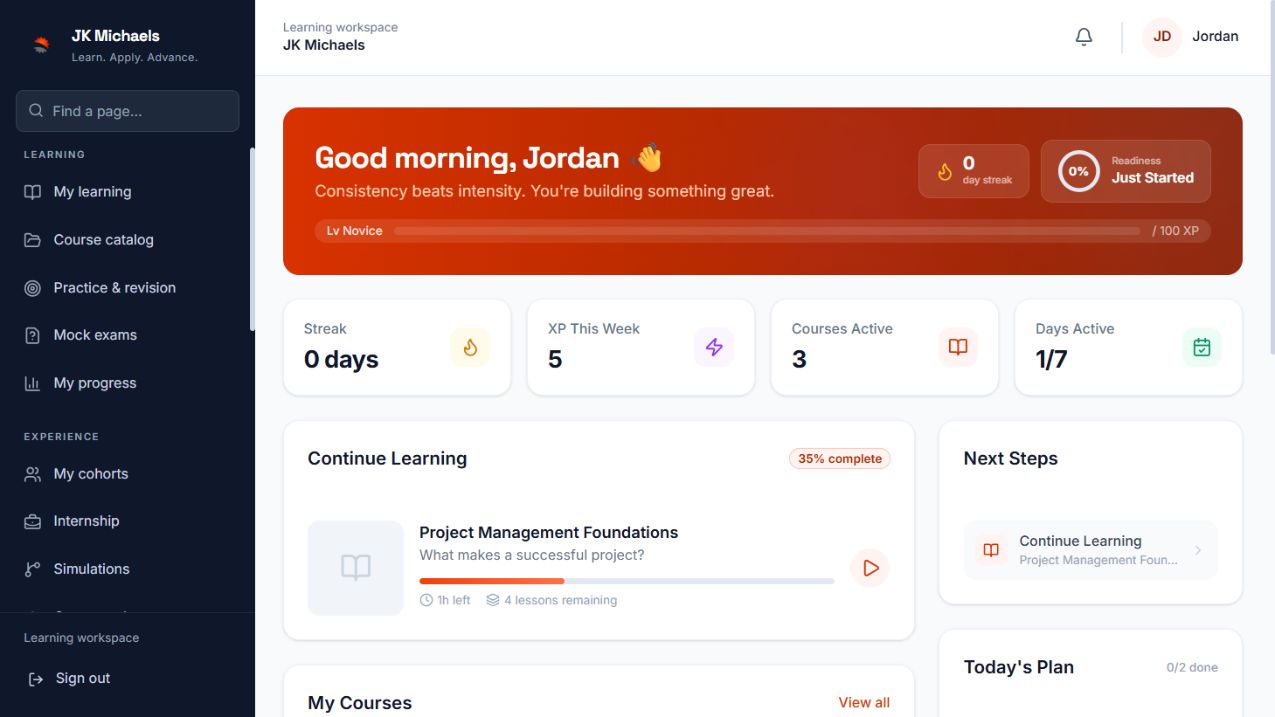 JK Michaels
Learn. Apply. Advance.
Find a page...
LEARNING
My learning
Course catalog
Practice & revision
Mock exams
My progress
EXPERIENCE
My cohorts
Internship
Simulations
Learning workspace
Sign out
Learning workspace
JK Michaels
JD
Jordan
Good morning, Jordan 👋
Consistency beats intensity. You're building something great.
0
day streak
0%
Readiness
Just Started
Lv Novice
/ 100 XP
Streak
0 days
XP This Week
5
Courses Active
3
Days Active
1/7
Continue Learning
35% complete
Project Management Foundations
What makes a successful project?
1h left
4 lessons remaining
Next Steps
Continue Learning
Project Management Foun...
My Courses
View all
Today's Plan
0/2 done